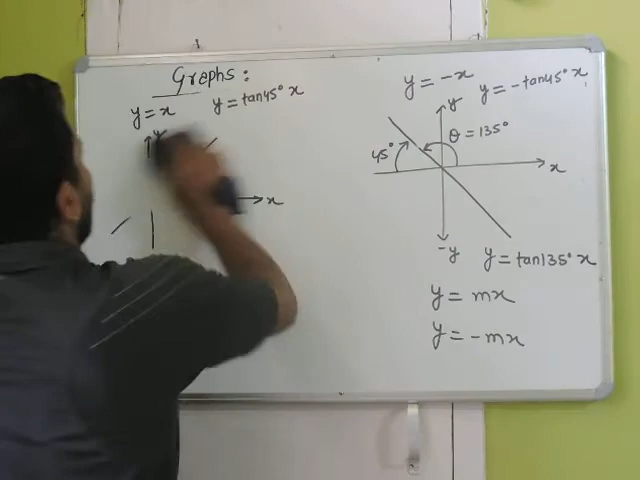 Graphs:
y = x
y = tan45° x
y
x
y = -x
y = -tan45° x
y
45°
θ = 135°
x
-y
y = tan135° x
y = mx
y = -mx